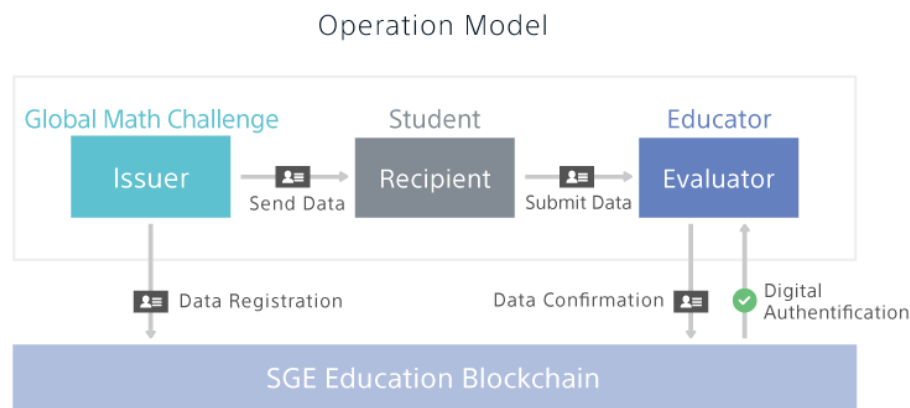 Operation Model
Global Math Challenge
Student
Educator
Issuer
Send Data
Recipient
Submit Data
Evaluator
Data Registration
Data Confirmation
Digital
Authentification
SGE Education Blockchain